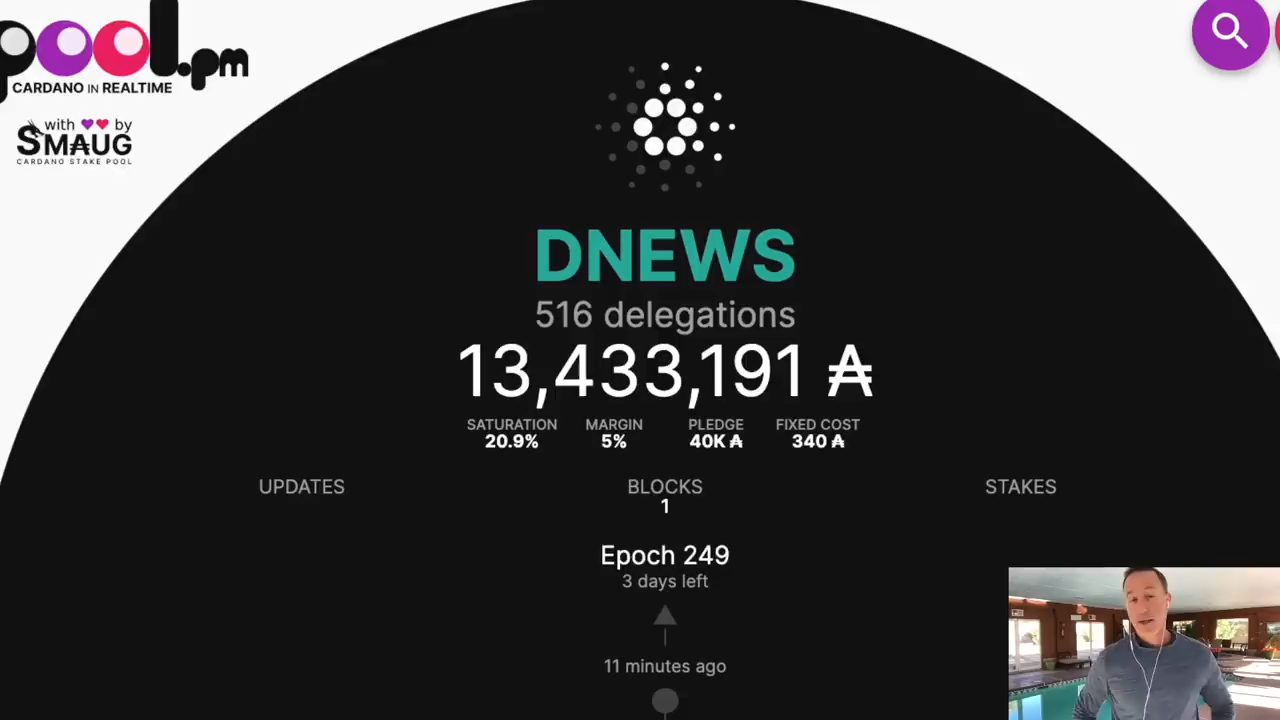 pool.pm
CARDANO IN REALTIME
with by
SMAUG
CARDANO STAKE POOL
DNEWS
516 delegations
13,433,191 ₳
SATURATION MARGIN PLEDGE FIXED COST
20.9% 5% 40K ₳ 340 ₳
UPDATES BLOCKS STAKES
1
Epoch 249
3 days left
11 minutes ago